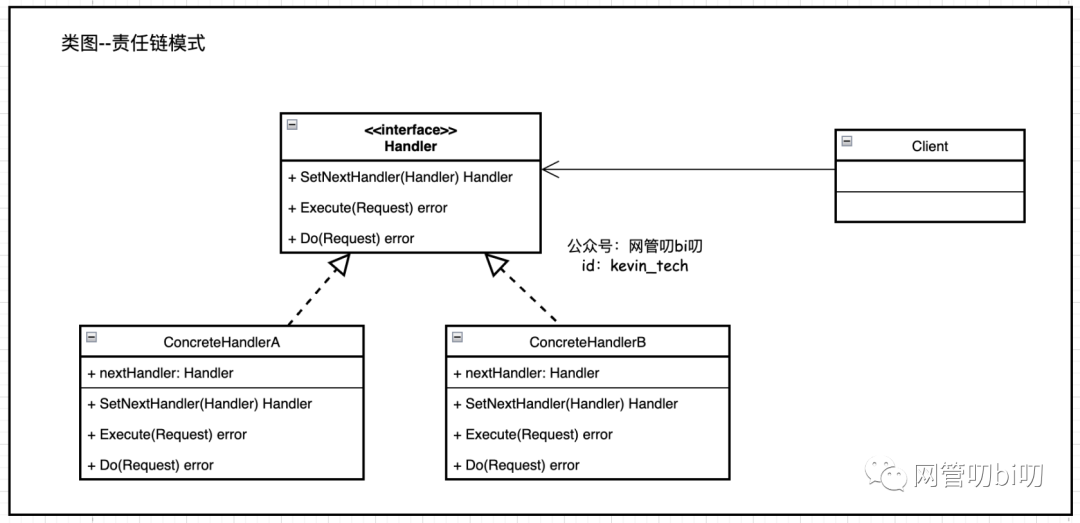 类图--责任链模式
<<interface>>
Handler
+ SetNextHandler(Handler) Handler
+ Execute(Request) error
+ Do(Request) error
Client
公众号：网管叨bi叨
id：kevin_tech
ConcreteHandlerA
+ nextHandler: Handler
+ SetNextHandler(Handler) Handler
+ Execute(Request) error
+ Do(Request) error
ConcreteHandlerB
+ nextHandler: Handler
+ SetNextHandler(Handler) Handler
+ Execute(Request) error
+ Do(Request) error
网管叨bi叨